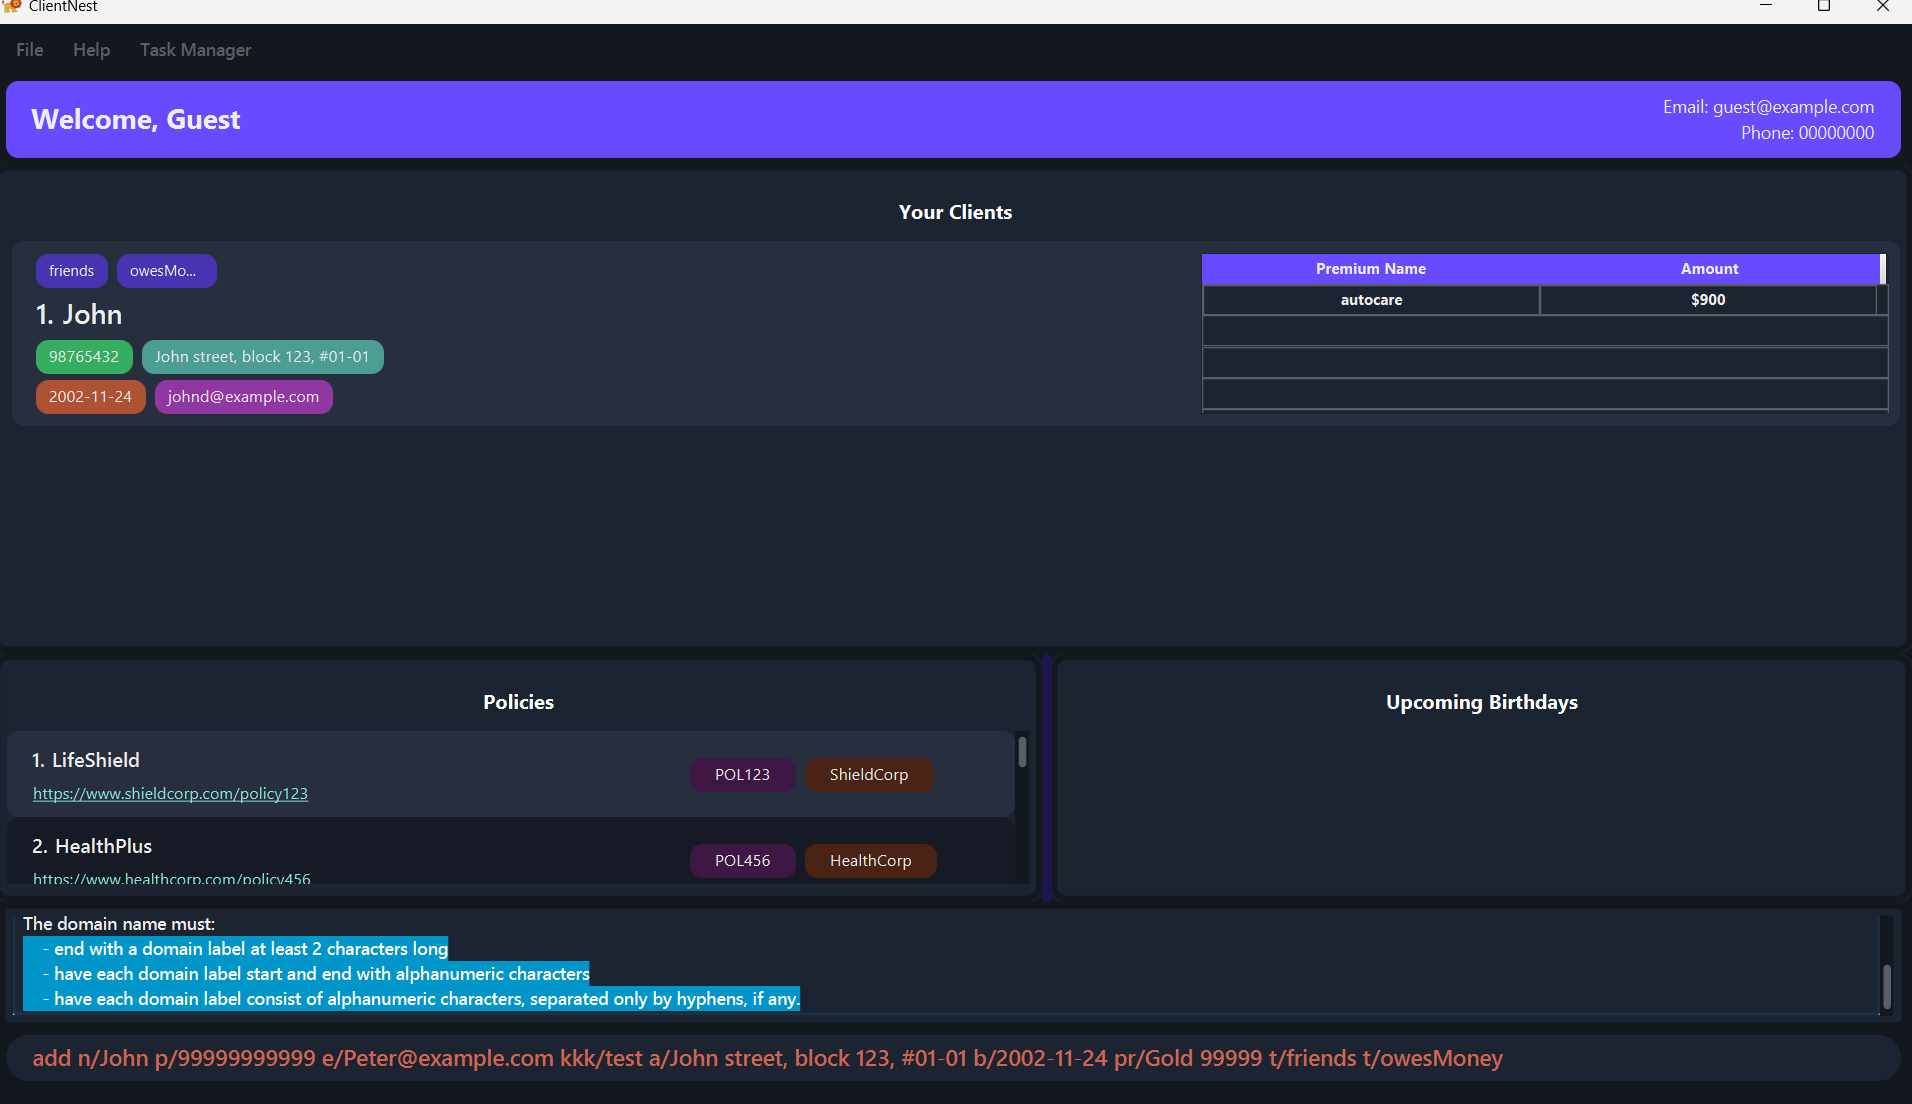 ClientNest
File Help Task Manager
Welcome, Guest
Email: guest@example.com
Phone: 00000000
Your Clients
friends owesMo...
1. John
98765432 John street, block 123, #01-01
2002-11-24 johnd@example.com
Premium Name Amount
autocare $900
Policies
1. LifeShield
https://www.shieldcorp.com/policy123
POL123 ShieldCorp
2. HealthPlus
https://www.healthcorp.com/policy456
POL456 HealthCorp
Upcoming Birthdays
The domain name must:
- end with a domain label at least 2 characters long
- have each domain label start and end with alphanumeric characters
- have each domain label consist of alphanumeric characters, separated only by hyphens, if any.
add n/John p/99999999999 e/Peter@example.com kkk/test a/John street, block 123, #01-01 b/2002-11-24 pr/Gold 99999 t/friends t/owesMoney